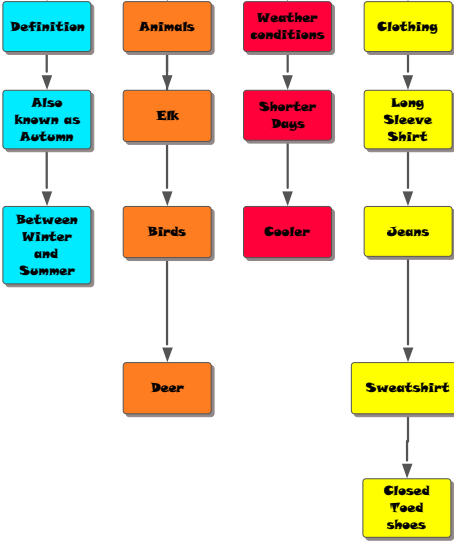 Definition
Also
known as
Autumn
Between
Winter
and
Summer
Animals
Elk
Birds
Deer
Weather
conditions
Shorter
Days
Cooler
Clothing
Long
Sleeve
Shirt
Jeans
Sweatshirt
Closed
Toed
shoes